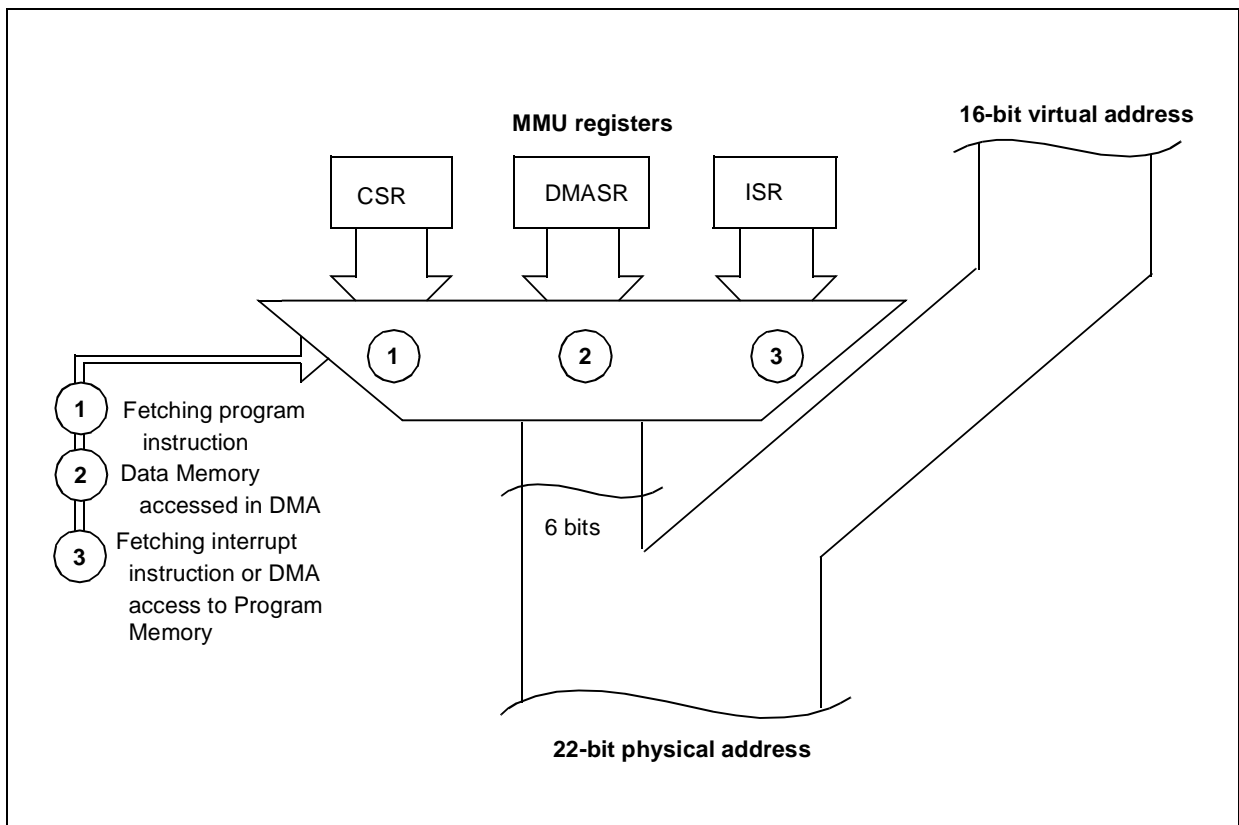 MMU registers
16-bit virtual address
CSR
DMASR
ISR
1
2
3
1
Fetching program
instruction
2
Data Memory
accessed in DMA
3
Fetching interrupt
instruction or DMA
access to Program
Memory
6 bits
22-bit physical address